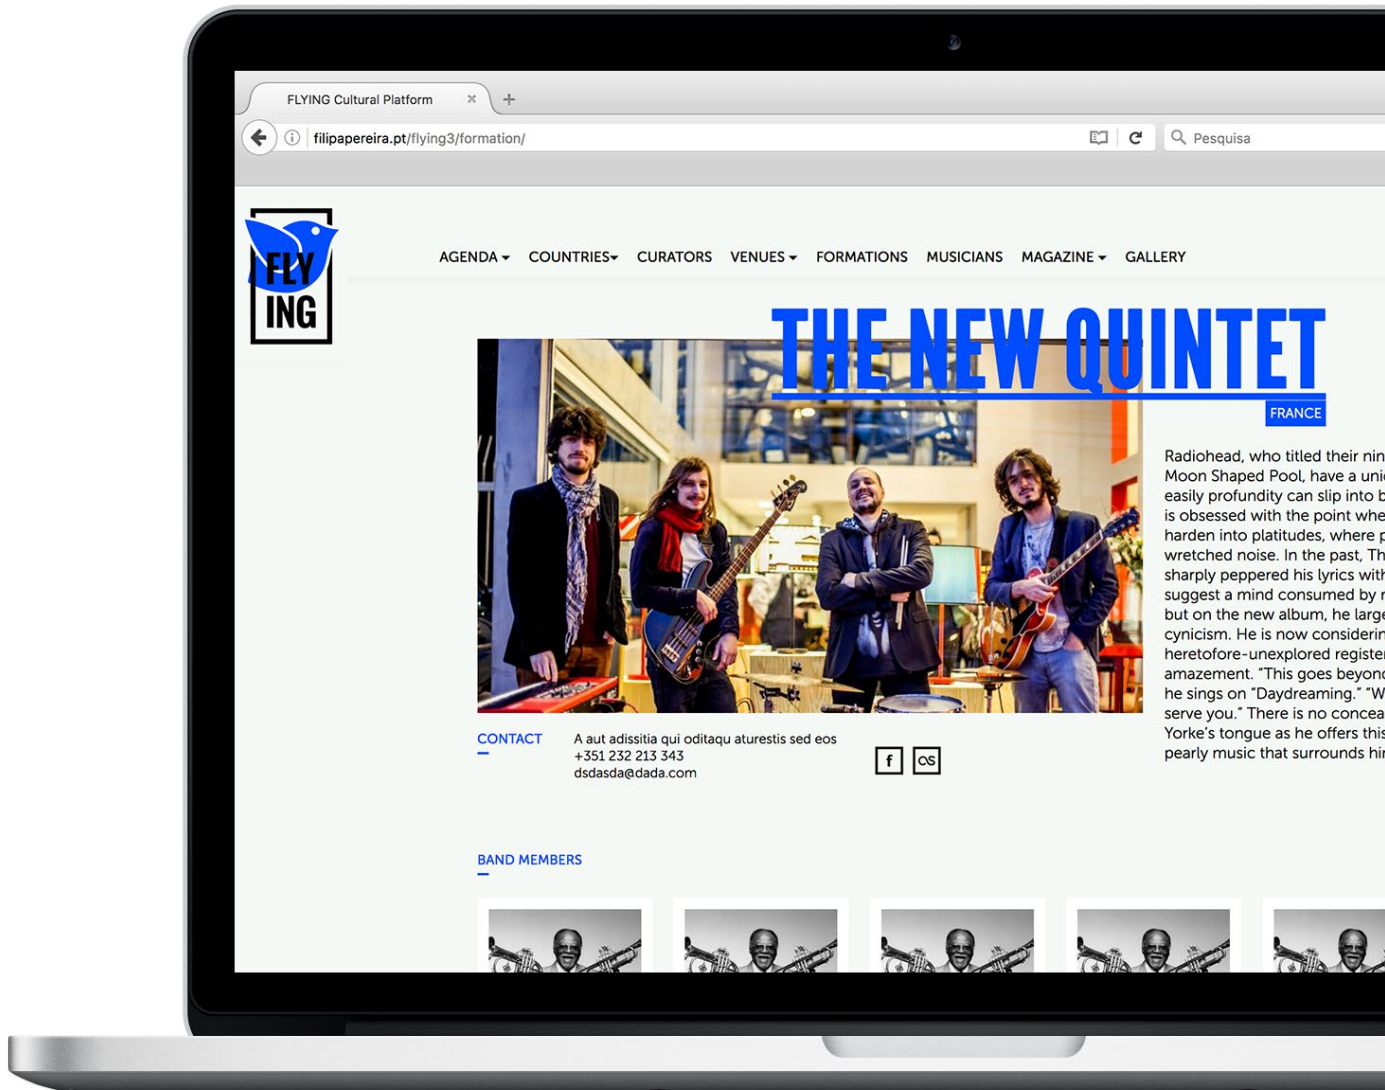 FLYING Cultural Platform
filipapereira.pt/flying3/formation/
Pesquisa
FLY
ING
AGENDA COUNTRIES CURATORS VENUES FORMATIONS MUSICIANS MAGAZINE GALLERY
THE NEW QUINTET
FRANCE
Radiohead, who titled their
Moon Shaped Pool, have a
easily profundity can slip into
is obsessed with the point
harden into platitudes, where
wretched noise. In the past,
sharply peppered his lyrics
suggest a mind consumed by
but on the new album, he
cynicism. He is now
heretofore-unexplored
amazement. “This goes
he sings on “Daydreaming.”
serve you.” There is no
Yorke’s tongue as he offers
pearly music that surrounds
CONTACT
A aut adissitia qui oditaqu aturestis sed eos
+351 232 213 343
dsdasda@dada.com
f
BAND MEMBERS